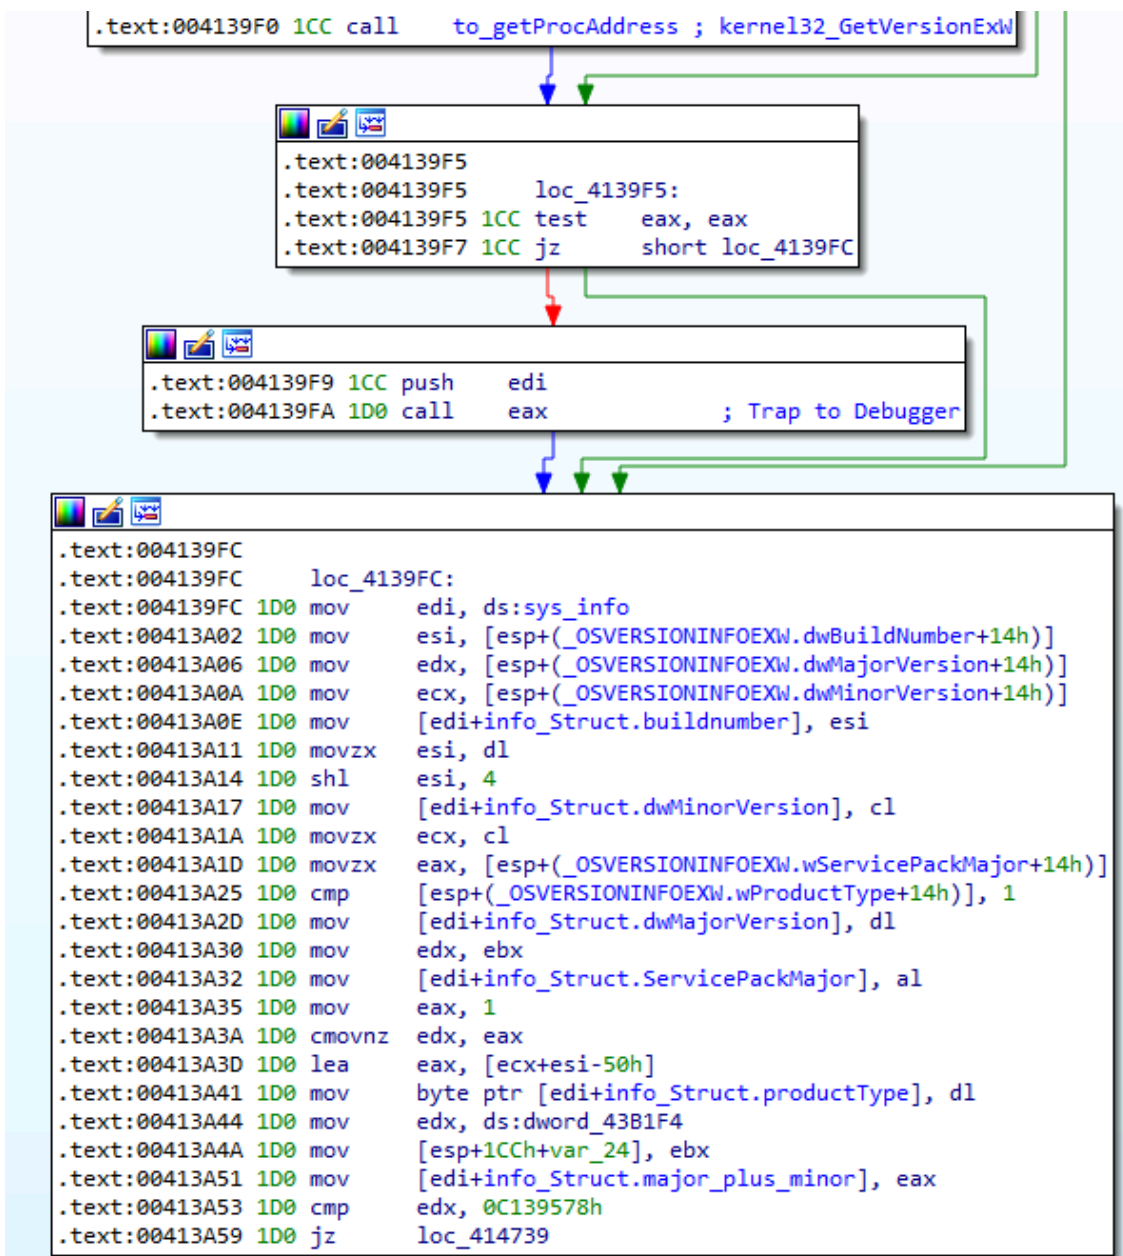 .text:004139F0 1CC call    to_getProcAddress ; kernel32_GetVersionExW
.text:004139F5
.text:004139F5     loc_4139F5:
.text:004139F5 1CC test    eax, eax
.text:004139F7 1CC jz      short loc_4139FC
.text:004139F9 1CC push    edi
.text:004139FA 1D0 call    eax             ; Trap to Debugger
.text:004139FC
.text:004139FC     loc_4139FC:
.text:004139FC 1D0 mov     edi, ds:sys_info
.text:00413A02 1D0 mov     esi, [esp+(_OSVERSIONINFOEXW.dwBuildNumber+14h)]
.text:00413A06 1D0 mov     edx, [esp+(_OSVERSIONINFOEXW.dwMajorVersion+14h)]
.text:00413A0A 1D0 mov     ecx, [esp+(_OSVERSIONINFOEXW.dwMinorVersion+14h)]
.text:00413A0E 1D0 mov     [edi+info_Struct.buildnumber], esi
.text:00413A11 1D0 movzx   esi, dl
.text:00413A14 1D0 shl     esi, 4
.text:00413A17 1D0 mov     [edi+info_Struct.dwMinorVersion], cl
.text:00413A1A 1D0 movzx   ecx, cl
.text:00413A1D 1D0 movzx   eax, [esp+(_OSVERSIONINFOEXW.wServicePackMajor+14h)]
.text:00413A25 1D0 cmp     [esp+(_OSVERSIONINFOEXW.wProductType+14h)], 1
.text:00413A2D 1D0 mov     [edi+info_Struct.dwMajorVersion], dl
.text:00413A30 1D0 mov     edx, ebx
.text:00413A32 1D0 mov     [edi+info_Struct.ServicePackMajor], al
.text:00413A35 1D0 mov     eax, 1
.text:00413A3A 1D0 cmovnz  edx, eax
.text:00413A3D 1D0 lea     eax, [ecx+esi-50h]
.text:00413A41 1D0 mov     byte ptr [edi+info_Struct.productType], dl
.text:00413A44 1D0 mov     edx, ds:dword_43B1F4
.text:00413A4A 1D0 mov     [esp+1CCh+var_24], ebx
.text:00413A51 1D0 mov     [edi+info_Struct.major_plus_minor], eax
.text:00413A53 1D0 cmp     edx, 0C139578h
.text:00413A59 1D0 jz      loc_414739